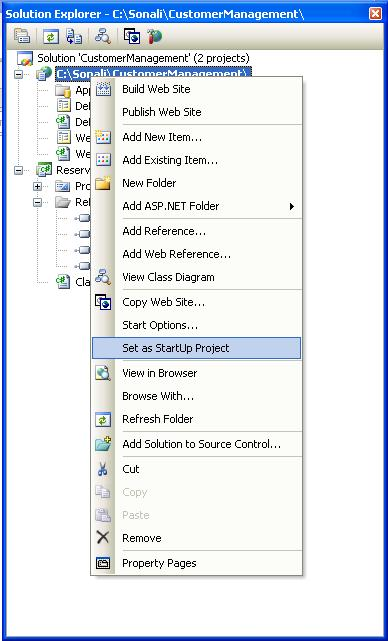 Solution Explorer - C:\Sonali\CustomerManagement\
Solution 'CustomerManagement' (2 projects)
C:\Sonali\CustomerManagement\
App
Build Web Site
Def
Publish Web Site
Def
Add New Item...
We
Add Existing Item...
We
Reserv
New Folder
Pro
Add ASP.NET Folder
Ref
Add Reference...
Add Web Reference...
View Class Diagram
Cla
Copy Web Site...
Start Options...
Set as StartUp Project
View in Browser
Browse With...
Refresh Folder
Add Solution to Source Control...
Cut
Copy
Paste
Remove
Property Pages